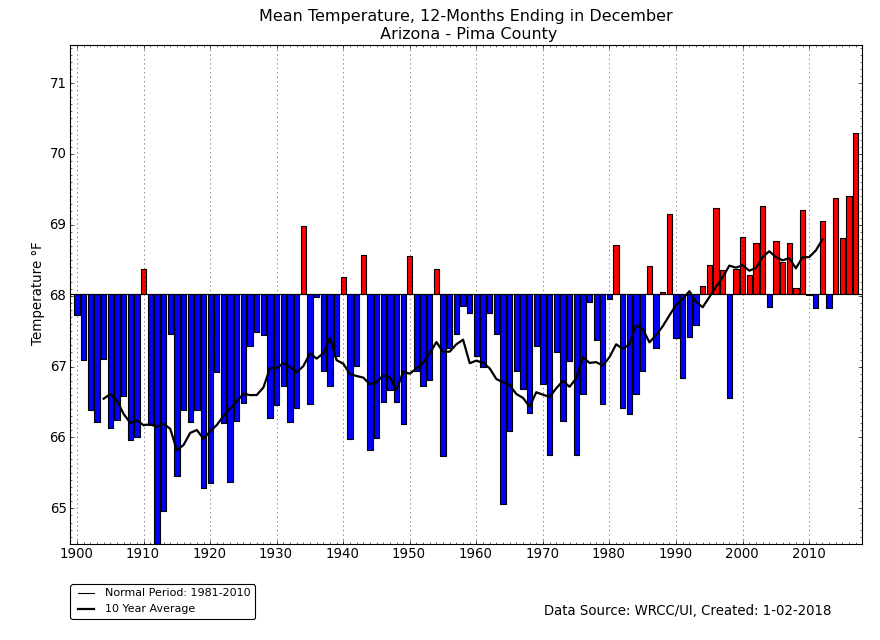 Mean Temperature, 12-Months Ending in December
Arizona - Pima County
71
70
69
68
67
66
65
Temperature °F
1900 1910 1920 1930 1940 1950 1960 1970 1980 1990 2000 2010
Normal Period: 1981-2010
10 Year Average
Data Source: WRCC/UI, Created: 1-02-2018